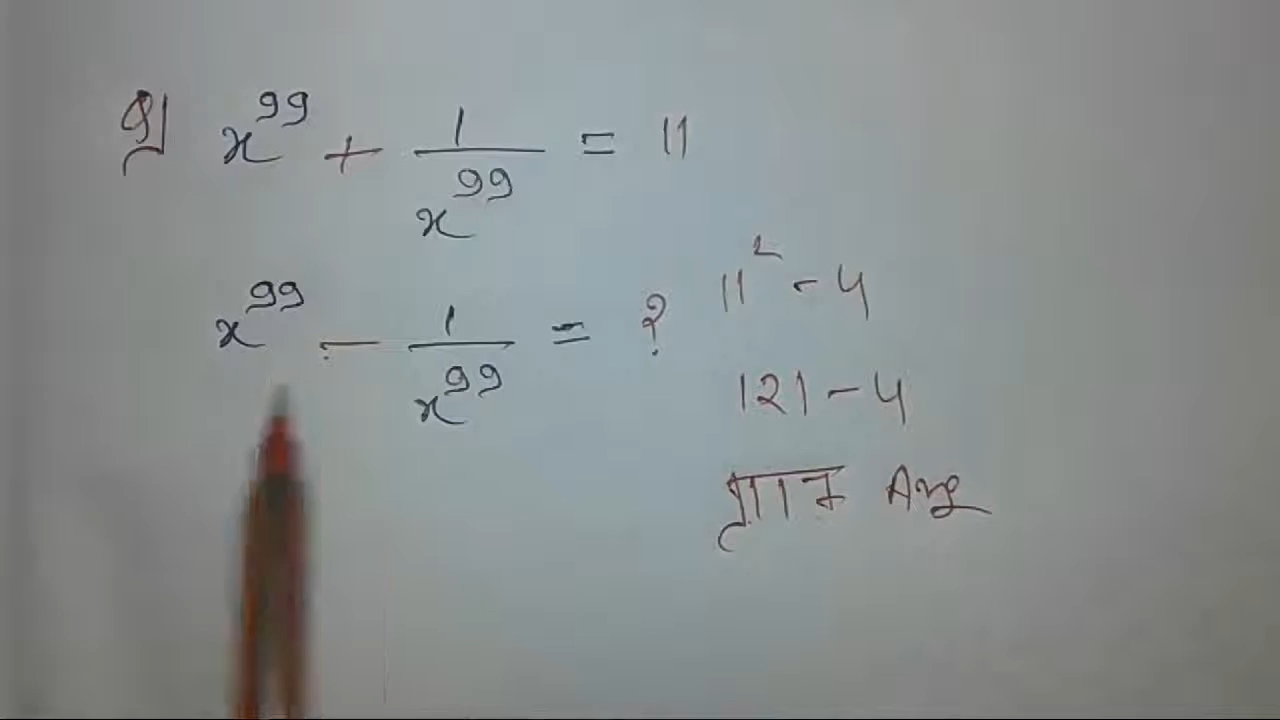 Q) x^99 + 1/x^99 = 11
x^99 - 1/x^99 = ?
11^2 - 4
121 - 4
√117 Ans